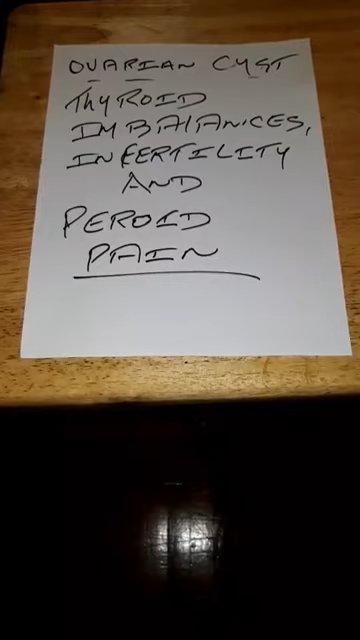 OVARIAN CYST
THYROID
IMBALANCES,
INFERTILITY
AND
PEROID
PAIN